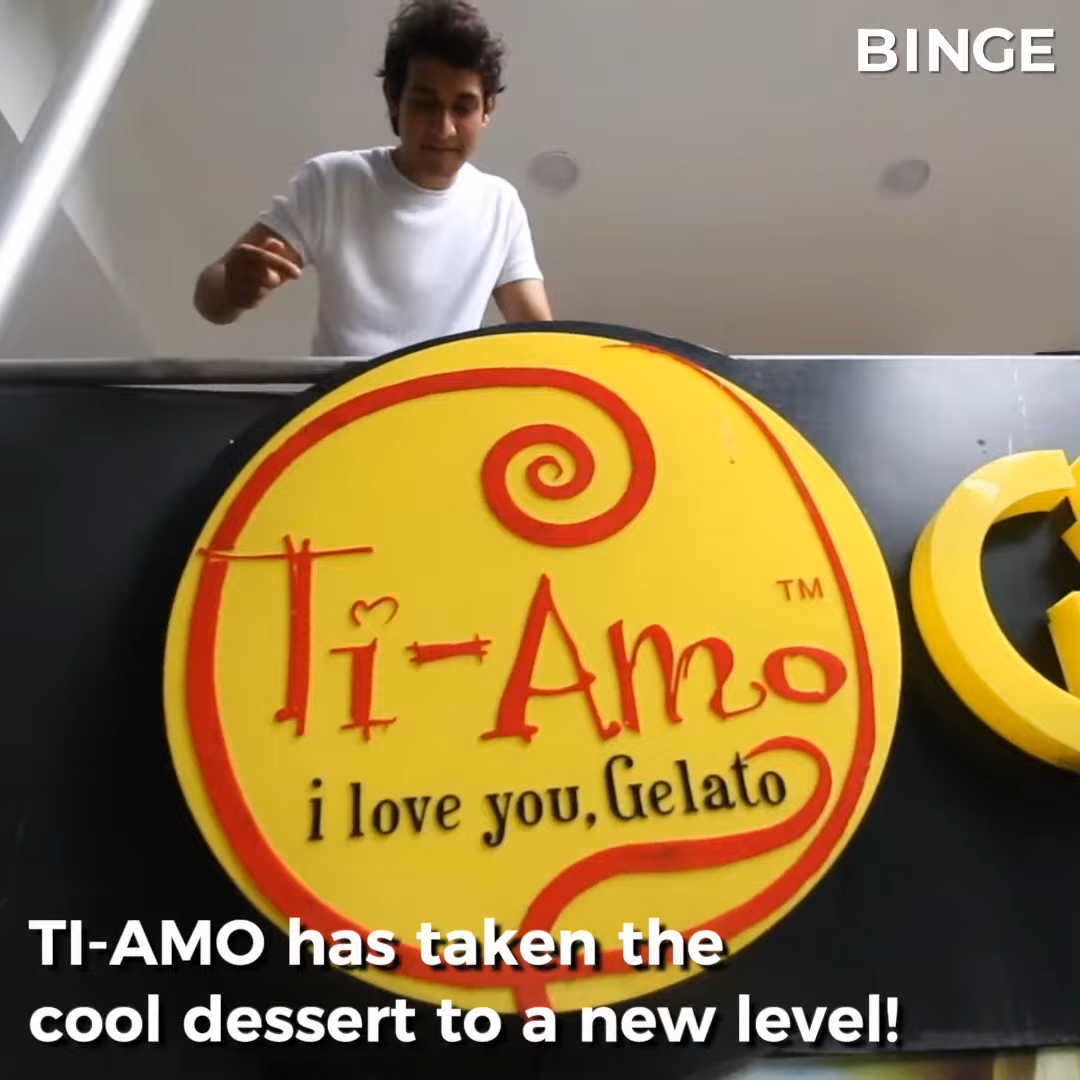 BINGE
Ti-Amo
TM
i love you, Gelato
TI-AMO has taken the
cool dessert to a new level!